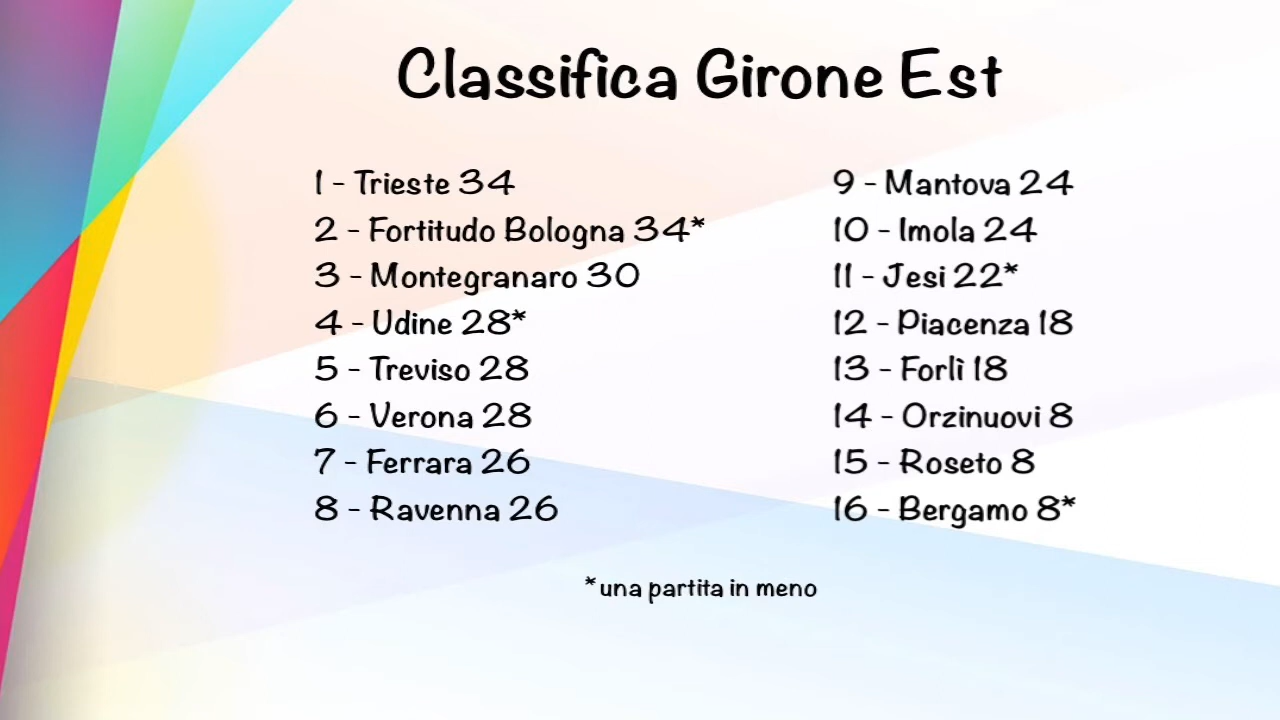 Classifica Girone Est
1 - Trieste 34
2 - Fortitudo Bologna 34*
3 - Montegranaro 30
4 - Udine 28*
5 - Treviso 28
6 - Verona 28
7 - Ferrara 26
8 - Ravenna 26
9 - Mantova 24
10 - Imola 24
11 - Jesi 22*
12 - Piacenza 18
13 - Forlì 18
14 - Orzinuovi 8
15 - Roseto 8
16 - Bergamo 8*
*una partita in meno